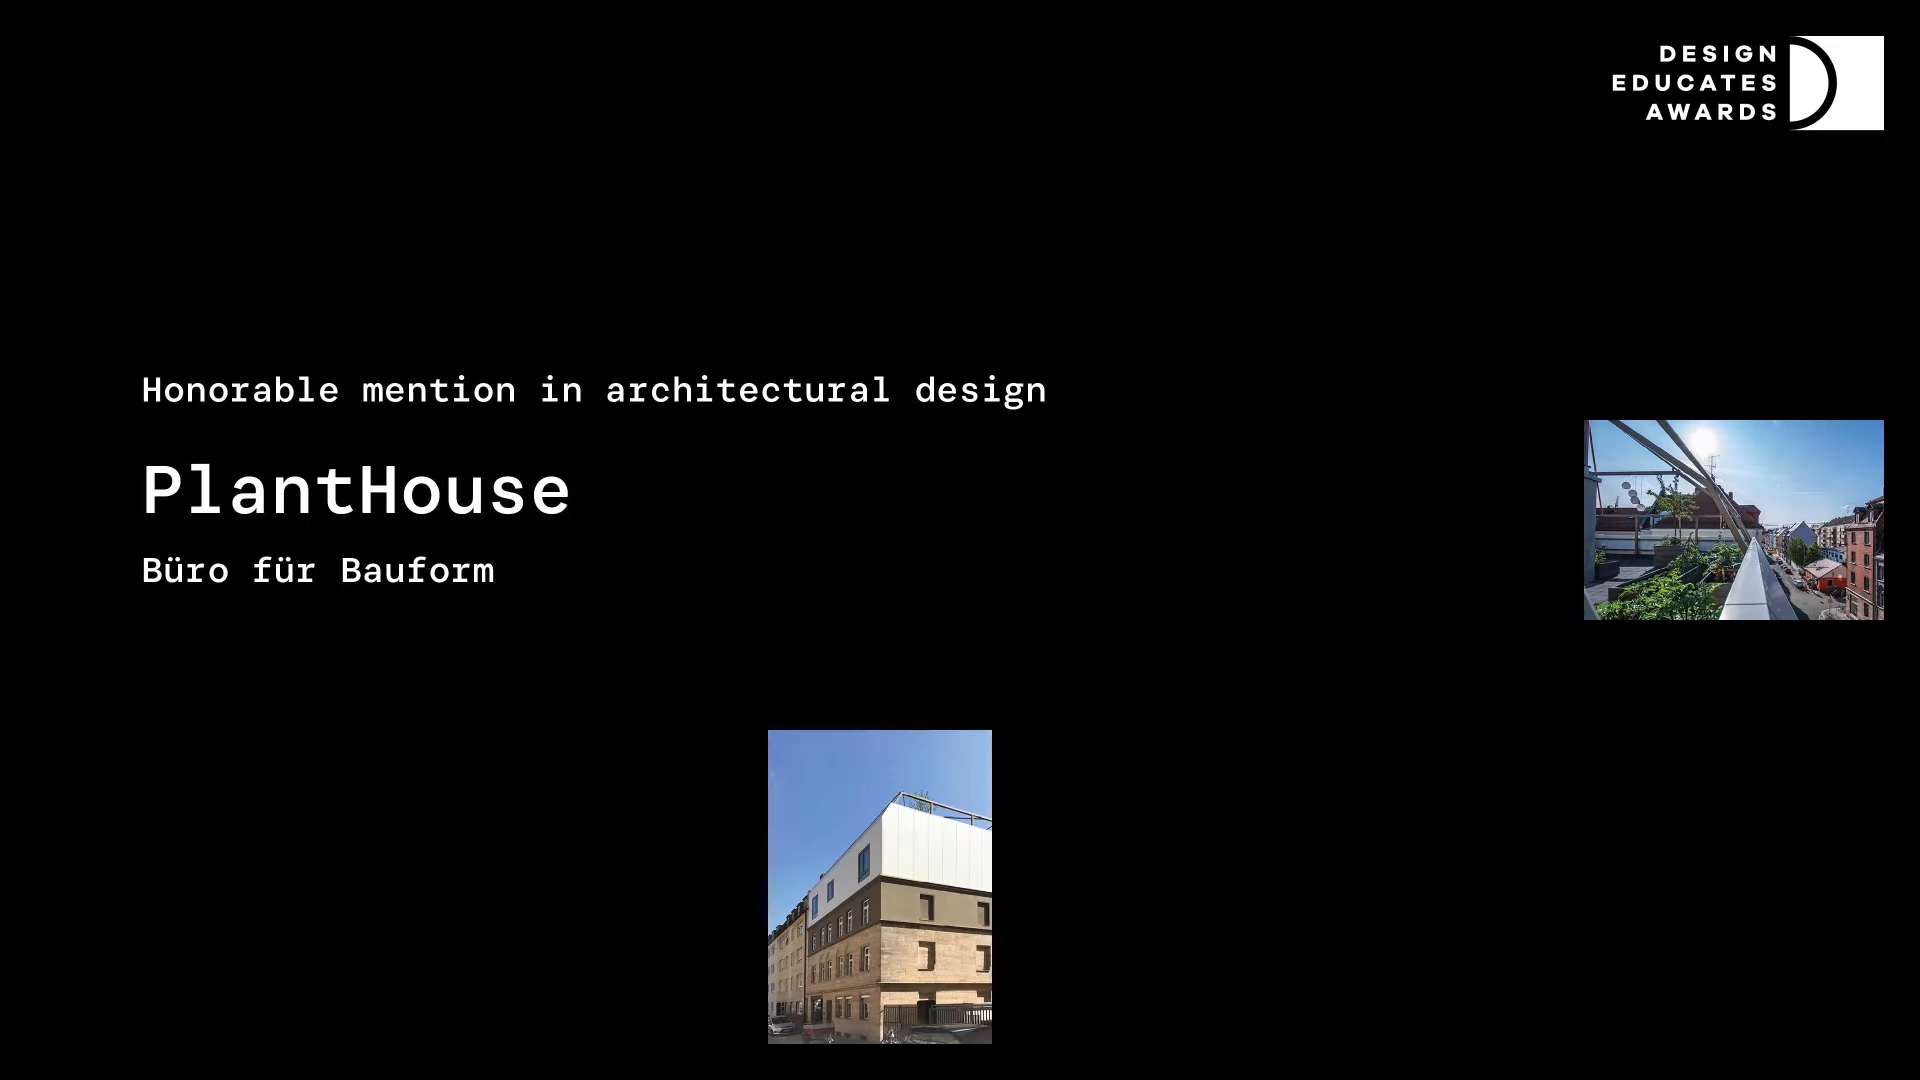 DESIGN
EDUCATES
AWARDS
Honorable mention in architectural design
PlantHouse
Büro für Bauform